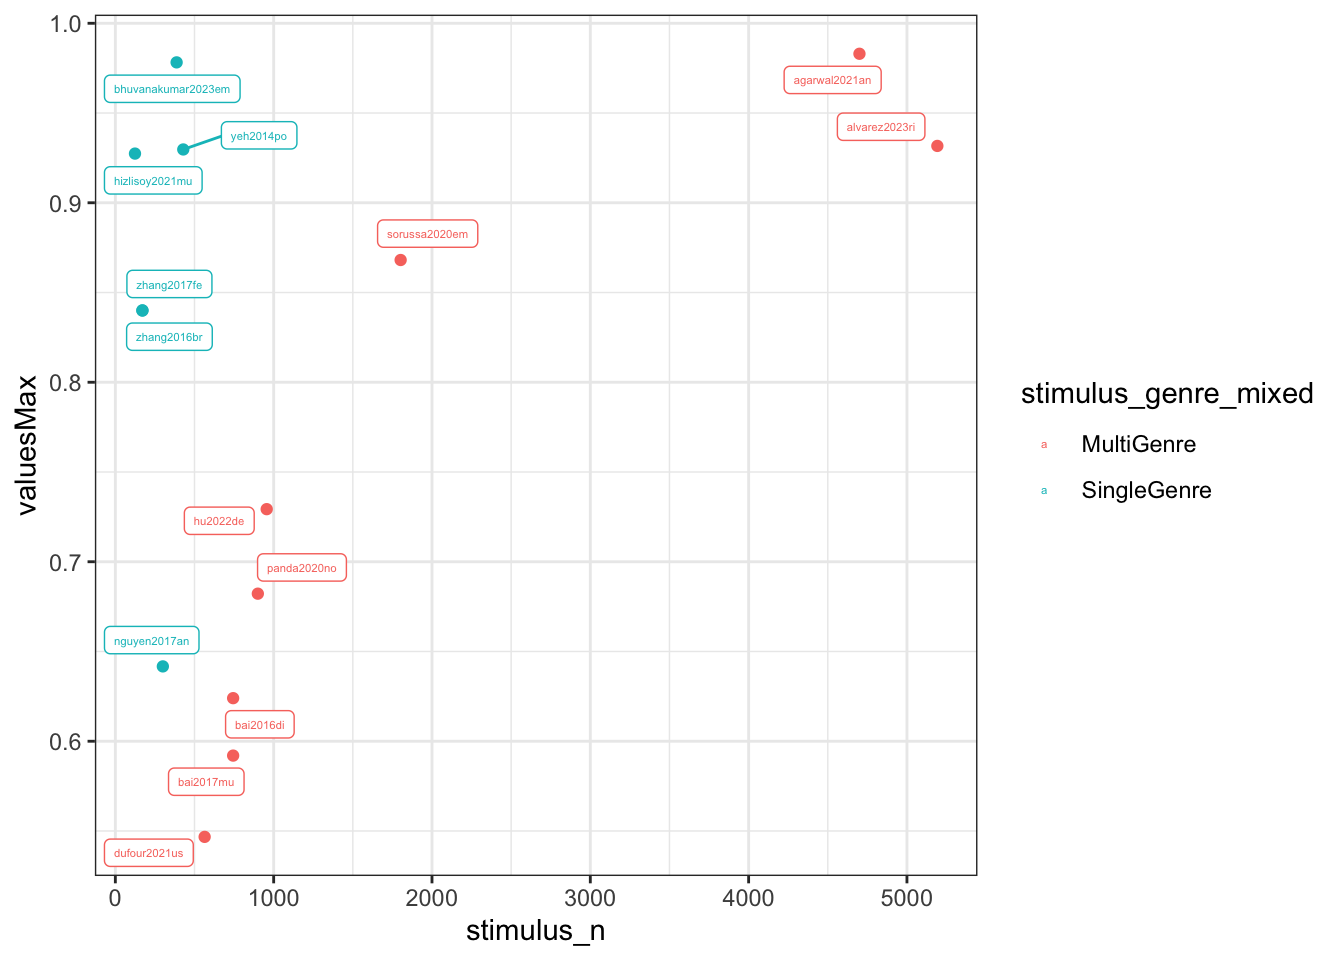 1.0
0.9
0.8
0.7
0.6
valuesMax
bhuvanakumar2023em
yeh2014po
hizlisoy2021mu
agarwal2021an
alvarez2023ri
sorussa2020em
zhang2017fe
zhang2016br
hu2022de
panda2020no
nguyen2017an
bai2016di
bai2017mu
dufour2021us
0 1000 2000 3000 4000 5000
stimulus_n
stimulus_genre_mixed
a MultiGenre
a SingleGenre